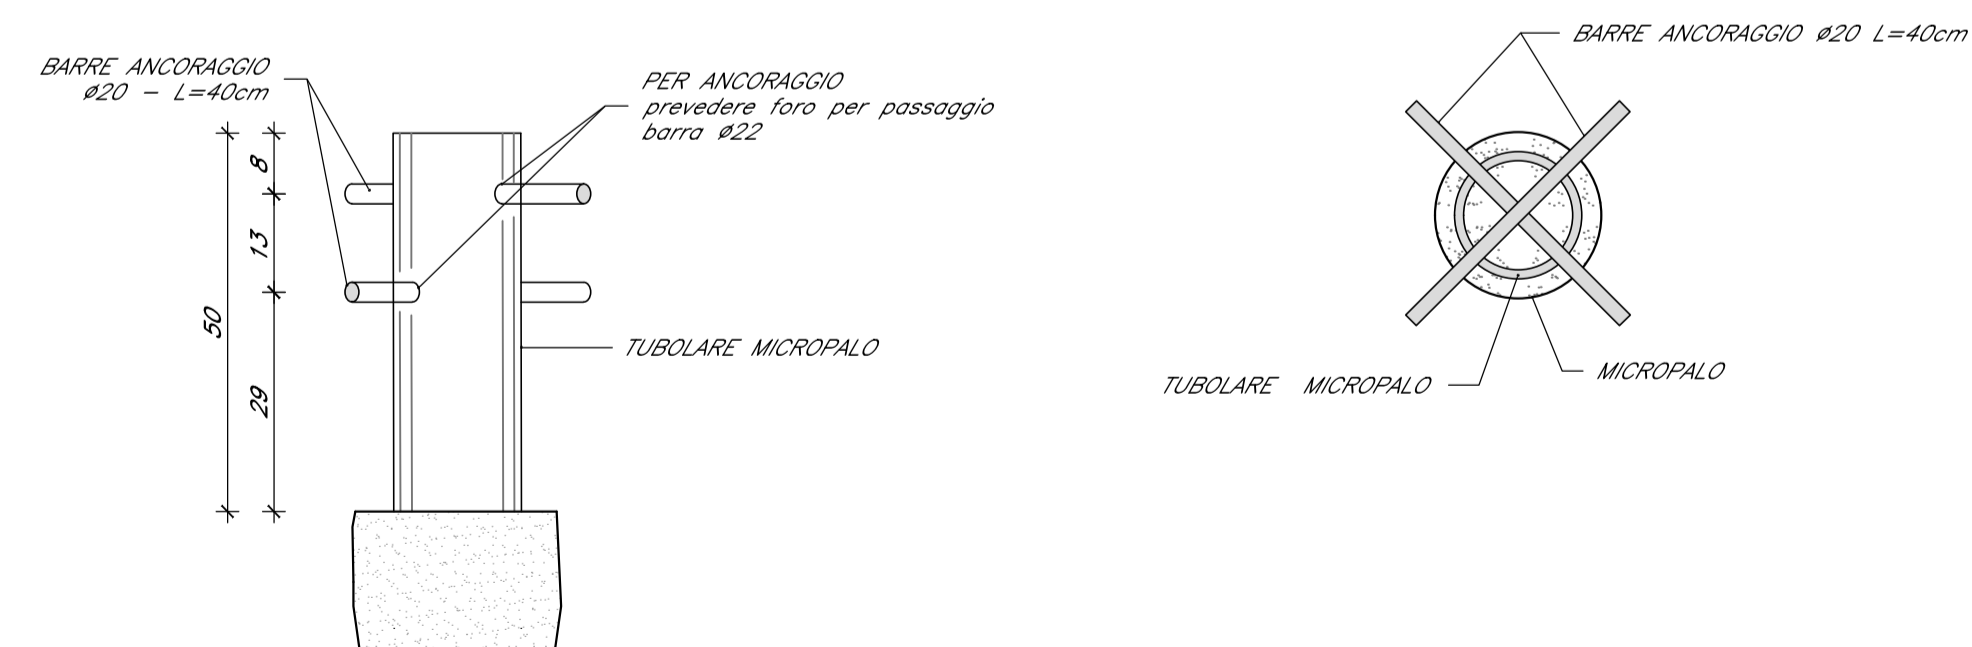 BARRE ANCORAGGIO
ø20 - L=40cm
PER ANCORAGGIO
prevedere foro per passaggio
barra ø22
8
13
50
29
TUBOLARE MICROPALO
BARRE ANCORAGGIO ø20 L=40cm
TUBOLARE MICROPALO
MICROPALO